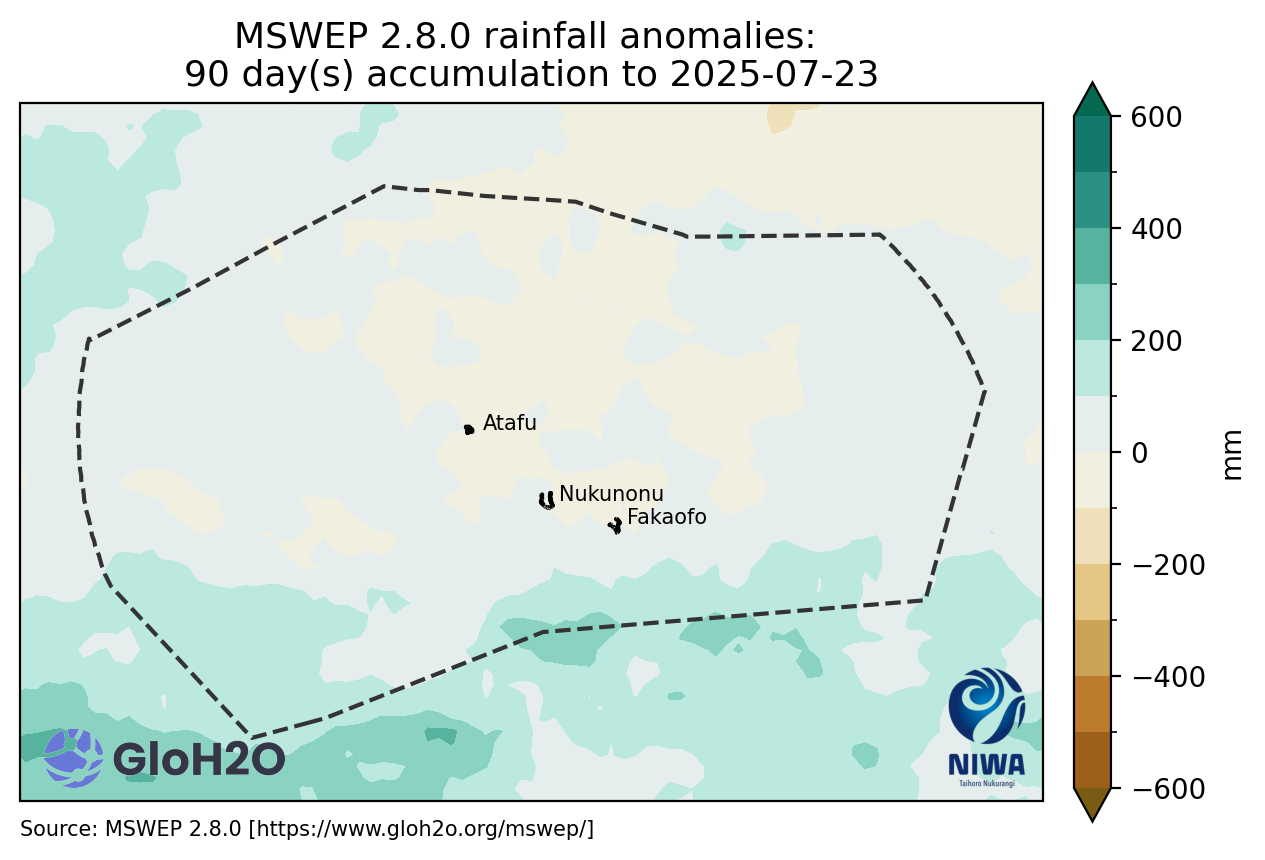 MSWEP 2.8.0 rainfall anomalies:
90 day(s) accumulation to 2025-07-23
600
400
200
0
−200
−400
−600
mm
Atafu
Nukunonu
Fakaofo
GloH2O
NIWA
Taihoro Nukurangi
Source: MSWEP 2.8.0 [https://www.gloh2o.org/mswep/]